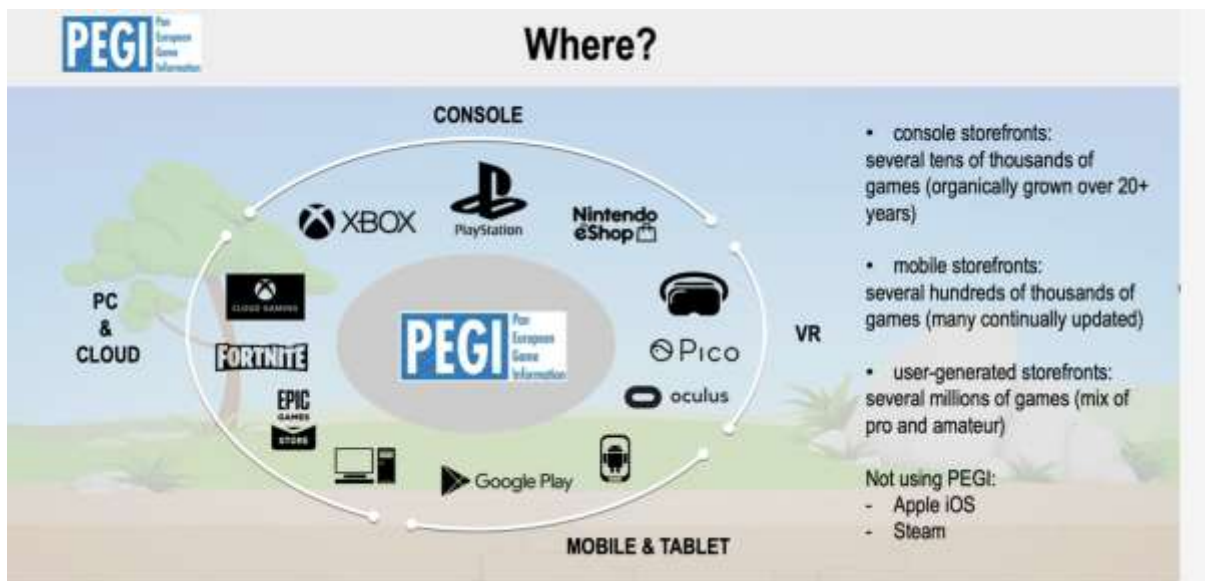 PEGI
Pan
European
Game
Information
Where?
CONSOLE
XBOX
PlayStation
Nintendo
eShop
PC
&
CLOUD
CLOUD GAMING
FORTNITE
EPIC
GAMES
STORE
PEGI
Pan
European
Game
Information
Pico
oculus
VR
Google Play
MOBILE & TABLET
• console storefronts:
several tens of thousands of
games (organically grown over 20+
years)
• mobile storefronts:
several hundreds of thousands of
games (many continually updated)
• user-generated storefronts:
several millions of games (mix of
pro and amateur)
Not using PEGI:
- Apple iOS
- Steam